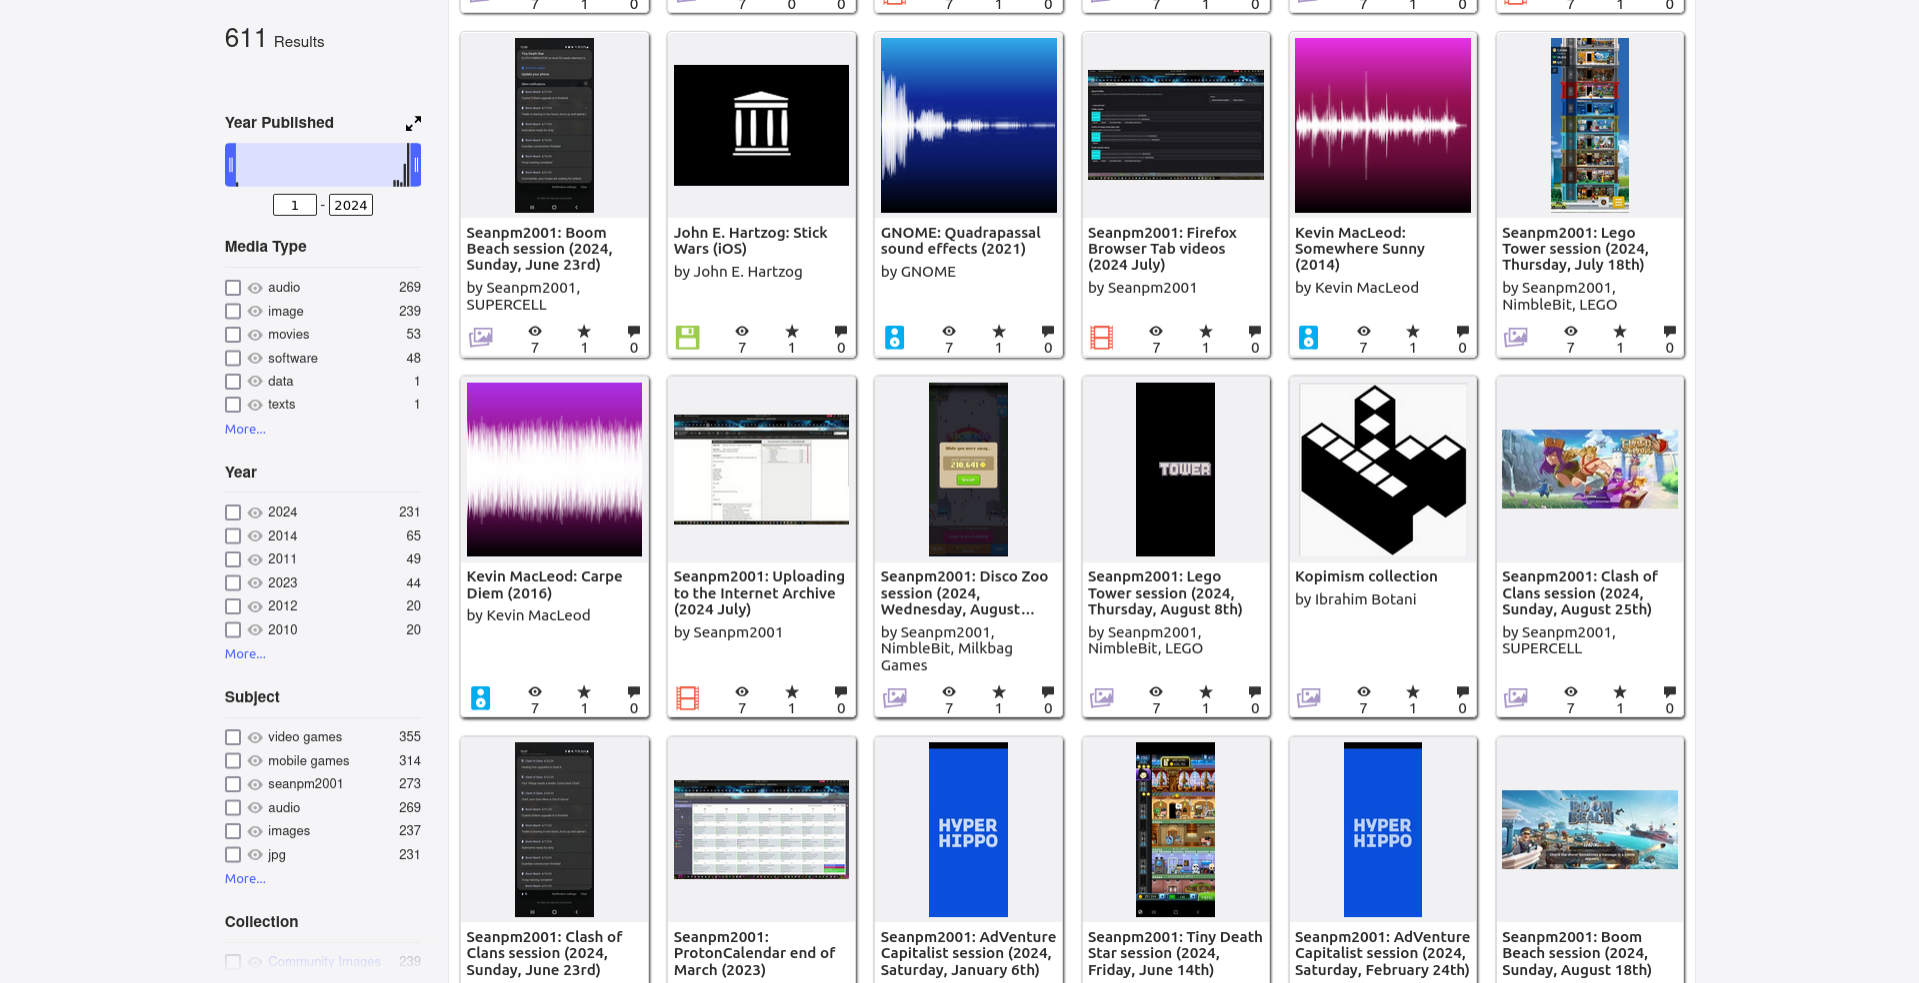 611 Results
Year Published
1 - 2024
Media Type
audio 269
image 239
movies 53
software 48
data 1
texts 1
More...
Year
2024 231
2014 65
2011 49
2023 44
2012 20
2010 20
More...
Subject
video games 355
mobile games 314
seanpm2001 273
audio 269
images 237
jpg 231
More...
Collection
Community Images 239
7 1 0
7 0 0
7 1 0
7 1 0
7 1 0
7 1 0
Seanpm2001: Boom
Beach session (2024,
Sunday, June 23rd)
by Seanpm2001,
SUPERCELL
7 1 0
John E. Hartzog: Stick
Wars (iOS)
by John E. Hartzog
7 1 0
GNOME: Quadrapassal
sound effects (2021)
by GNOME
7 1 0
Seanpm2001: Firefox
Browser Tab videos
(2024 July)
by Seanpm2001
7 1 0
Kevin MacLeod:
Somewhere Sunny
(2014)
by Kevin MacLeod
7 1 0
Seanpm2001: Lego
Tower session (2024,
Thursday, July 18th)
by Seanpm2001,
NimbleBit, LEGO
7 1 0
Kevin MacLeod: Carpe
Diem (2016)
by Kevin MacLeod
7 1 0
Seanpm2001: Uploading
to the Internet Archive
(2024 July)
by Seanpm2001
7 1 0
While you were away...
210,641
Seanpm2001: Disco Zoo
session (2024,
Wednesday, August...
by Seanpm2001,
NimbleBit, Milkbag
Games
7 1 0
TOWER
Seanpm2001: Lego
Tower session (2024,
Thursday, August 8th)
by Seanpm2001,
NimbleBit, LEGO
7 1 0
Kopimism collection
by Ibrahim Botani
7 1 0
Seanpm2001: Clash of
Clans session (2024,
Sunday, August 25th)
by Seanpm2001,
SUPERCELL
7 1 0
Seanpm2001: Clash of
Clans session (2024,
Sunday, June 23rd)
Seanpm2001:
ProtonCalendar end of
March (2023)
HYPER
HIPPO
Seanpm2001: AdVenture
Capitalist session (2024,
Saturday, January 6th)
Seanpm2001: Tiny Death
Star session (2024,
Friday, June 14th)
HYPER
HIPPO
Seanpm2001: AdVenture
Capitalist session (2024,
Saturday, February 24th)
BOOM
BEACH
Seanpm2001: Boom
Beach session (2024,
Sunday, August 18th)